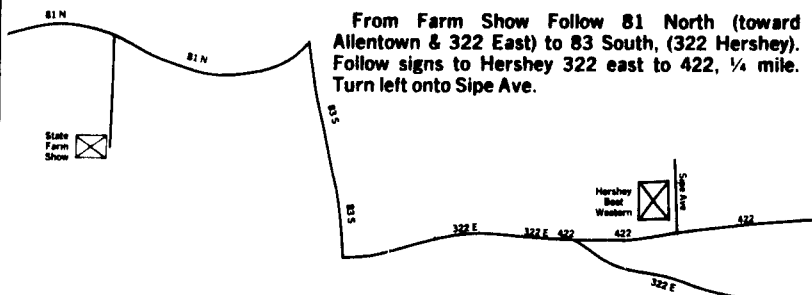 From Farm Show Follow 81 North (toward
Allentown & 322 East) to 83 South, (322 Hershey).
Follow signs to Hershey 322 east to 422, ¼ mile.
Turn left onto Sipe Ave.
81 N
81 N
State
Farm
Show
83 S
83 S
Hershey
Best
Western
Sipe Ave
322 E
322 E
422
422
422
322 E